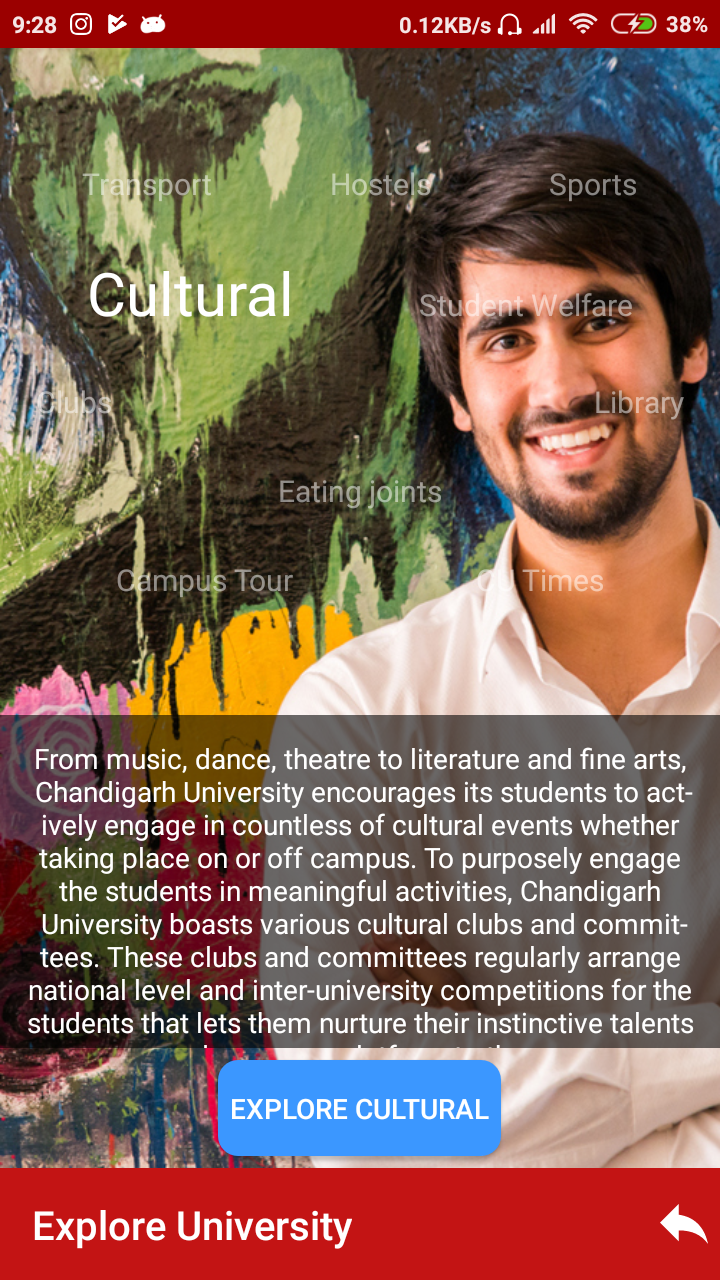 9:28 0.12KB/s 38%
Transport Hostels Sports
Cultural
Student Welfare
Clubs Library
Eating joints
Campus Tour CU Times
From music, dance, theatre to literature and fine arts,
Chandigarh University encourages its students to act-
ively engage in countless of cultural events whether
taking place on or off campus. To purposely engage
the students in meaningful activities, Chandigarh
University boasts various cultural clubs and commit-
tees. These clubs and committees regularly arrange
national level and inter-university competitions for the
students that lets them nurture their instinctive talents
EXPLORE CULTURAL
Explore University